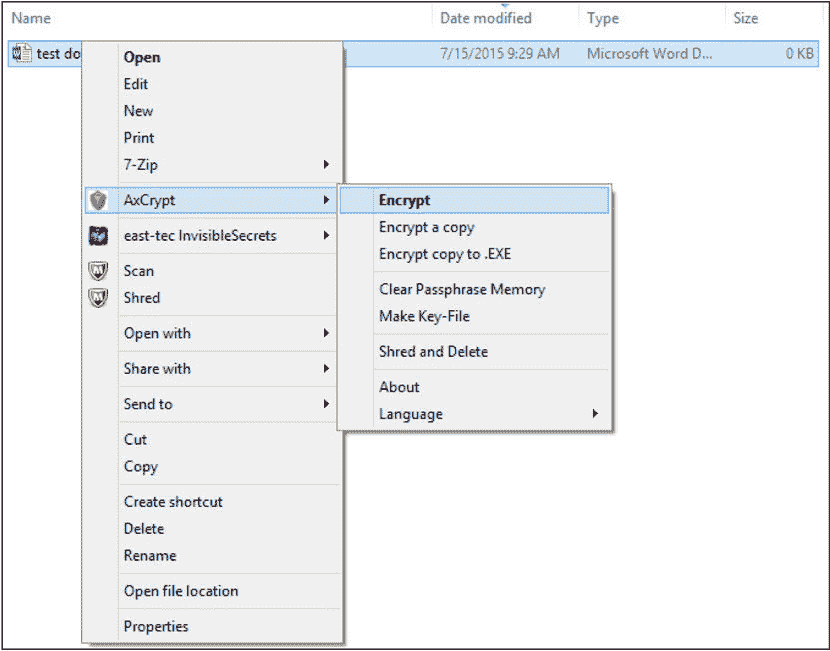 Name Date modified Type Size
test do 7/15/2015 9:29 AM Microsoft Word D... 0 KB
Open
Edit
New
Print
7-Zip
AxCrypt
east-tec InvisibleSecrets
Scan
Shred
Open with
Share with
Send to
Cut
Copy
Create shortcut
Delete
Rename
Open file location
Properties
Encrypt
Encrypt a copy
Encrypt copy to .EXE
Clear Passphrase Memory
Make Key-File
Shred and Delete
About
Language